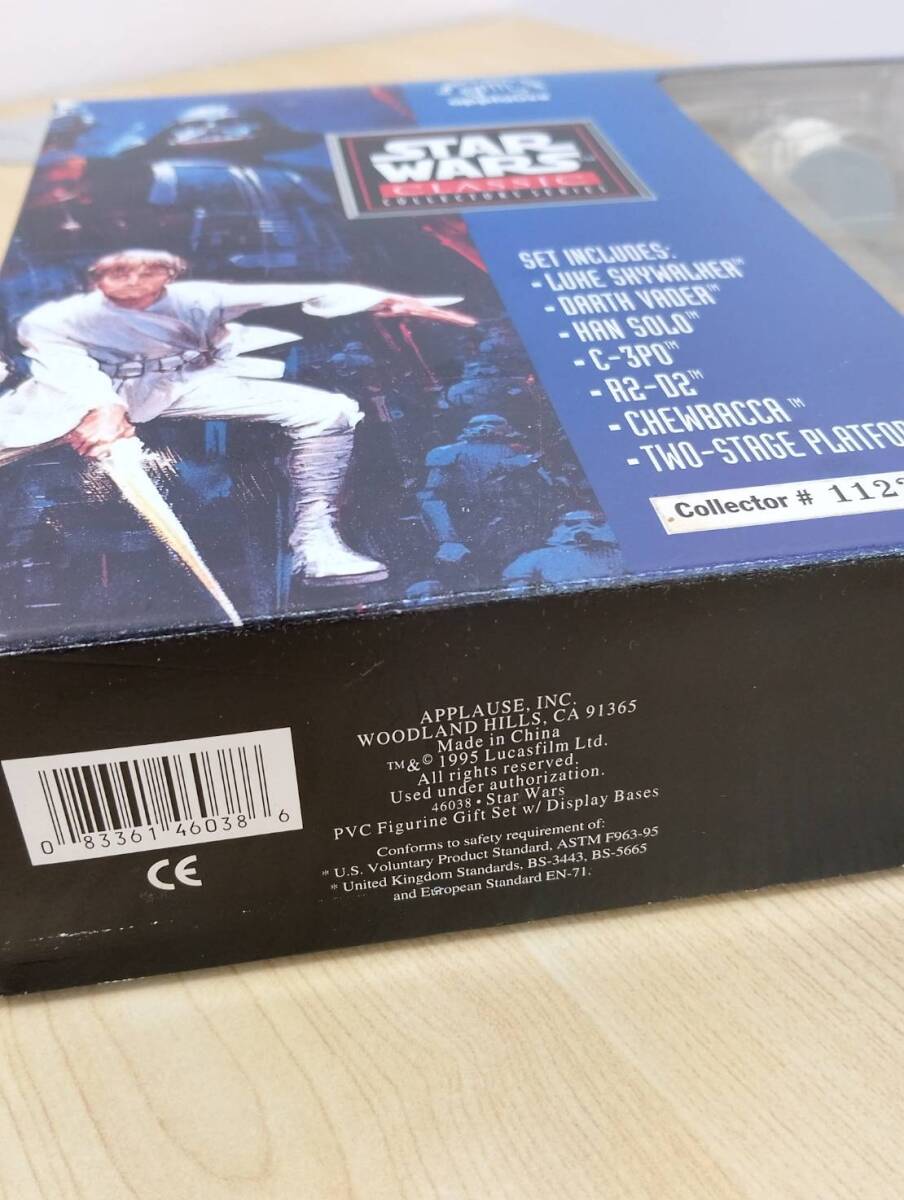 STAR
WARS™
CLASSIC
COLLECTORS SERIES
SET INCLUDES:
- LUKE SKYWALKER™
- DARTH VADER™
- HAN SOLO™
- C-3PO™
- R2-D2™
- CHEWBACCA™
- TWO-STAGE
Collector #
APPLAUSE, INC.
WOODLAND HILLS, CA 91365
Made in China
TM & © 1995 Lucasfilm Ltd.
All rights reserved.
Used under authorization.
46038 • Star Wars
PVC Figurine Gift Set w/ Display Bases
Conforms to safety requirement of:
* U.S. Voluntary Product Standard, ASTM F963-95
* United Kingdom Standards, BS-3443, BS-5665
and European Standard EN-71.
0 83361 46038 6
CE